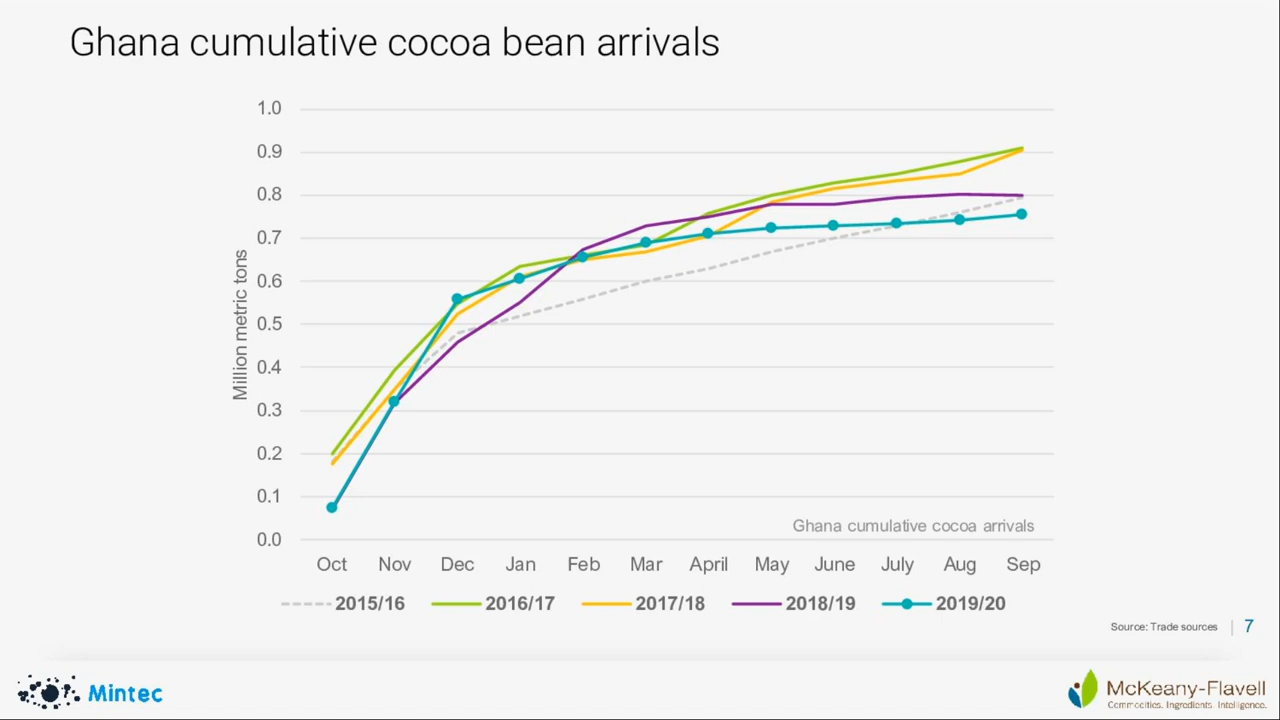 Ghana cumulative cocoa bean arrivals
Million metric tons
1.0
0.9
0.8
0.7
0.6
0.5
0.4
0.3
0.2
0.1
0.0
Ghana cumulative cocoa arrivals
Oct Nov Dec Jan Feb Mar April May June July Aug Sep
2015/16 2016/17 2017/18 2018/19 2019/20
Source: Trade sources | 7
Mintec
McKeany-Flavell
Commodities. Ingredients. Intelligence.